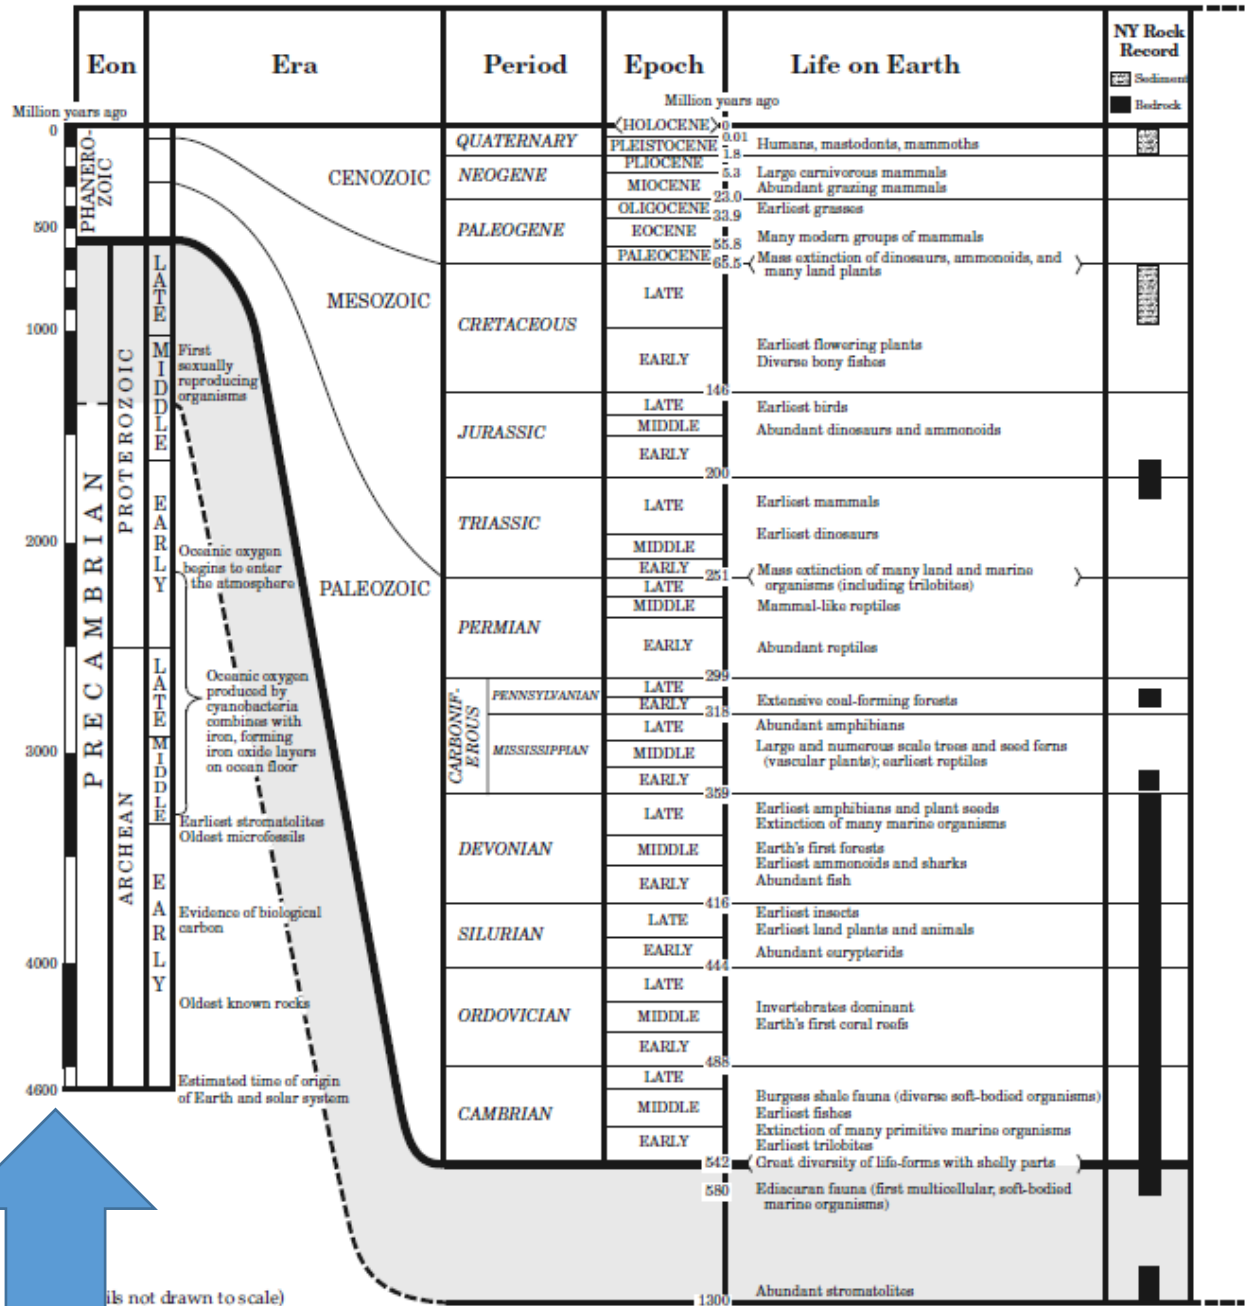 Eon
Era
Period
Epoch
Life on Earth
NY Rock
Record
Sediment
Bedrock
Million years ago
Million years ago
0
500
1000
2000
3000
4000
4600
PHANERO-
ZOIC
PRECAMBRIAN
PROTEROZOIC
ARCHEAN
LATE
MIDDLE
EARLY
LATE
MIDDLE
EARLY
First
sexually
reproducing
organisms
Oceanic oxygen
begins to enter
the atmosphere
Oceanic oxygen
produced by
cyanobacteria
combines with
iron, forming
iron oxide layers
on ocean floor
Earliest stromatolites
Oldest microfossils
Evidence of biological
carbon
Oldest known rocks
Estimated time of origin
of Earth and solar system
CENOZOIC
MESOZOIC
PALEOZOIC
QUATERNARY
HOLOCENE 0
0.01
PLEISTOCENE
1.8
Humans, mastodonts, mammoths
NEOGENE
PLIOCENE
5.3
Large carnivorous mammals
MIOCENE
Abundant grazing mammals
23.0
PALEOGENE
OLIGOCENE
Earliest grasses
33.9
EOCENE
Many modern groups of mammals
55.8
PALEOCENE
65.5
Mass extinction of dinosaurs, ammonoids, and
many land plants
CRETACEOUS
LATE
EARLY
Earliest flowering plants
Diverse bony fishes
146
JURASSIC
LATE
Earliest birds
MIDDLE
Abundant dinosaurs and ammonoids
EARLY
200
TRIASSIC
LATE
Earliest mammals
Earliest dinosaurs
MIDDLE
EARLY
251
Mass extinction of many land and marine
organisms (including trilobites)
PERMIAN
LATE
MIDDLE
Mammal-like reptiles
EARLY
Abundant reptiles
299
CARBONIF-
EROUS
PENNSYLVANIAN
LATE
EARLY
Extensive coal-forming forests
318
MISSISSIPPIAN
LATE
Abundant amphibians
MIDDLE
Large and numerous scale trees and seed ferns
(vascular plants); earliest reptiles
EARLY
359
DEVONIAN
LATE
Earliest amphibians and plant seeds
Extinction of many marine organisms
MIDDLE
Earth's first forests
Earliest ammonoids and sharks
EARLY
Abundant fish
416
SILURIAN
LATE
Earliest insects
Earliest land plants and animals
EARLY
Abundant eurypterids
444
ORDOVICIAN
LATE
MIDDLE
Invertebrates dominant
Earth's first coral reefs
EARLY
488
CAMBRIAN
LATE
MIDDLE
Burgess shale fauna (diverse soft-bodied organisms)
Earliest fishes
EARLY
Extinction of many primitive marine organisms
Earliest trilobites
542
Great diversity of life-forms with shelly parts
580
Ediacaran fauna (first multicellular, soft-bodied
marine organisms)
Abundant stromatolites
1300
ils not drawn to scale)